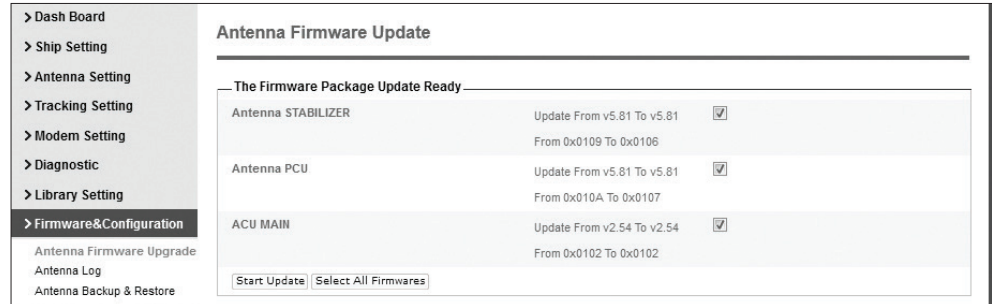 > Dash Board
> Ship Setting
> Antenna Setting
> Tracking Setting
> Modem Setting
> Diagnostic
> Library Setting
> Firmware&Configuration
Antenna Firmware Upgrade
Antenna Log
Antenna Backup & Restore
Antenna Firmware Update
The Firmware Package Update Ready
Antenna STABILIZER
Update From v5.81 To v5.81
From 0x0109 To 0x0106
Antenna PCU
Update From v5.81 To v5.81
From 0x010A To 0x0107
ACU MAIN
Update From v2.54 To v2.54
From 0x0102 To 0x0102
Start Update Select All Firmwares